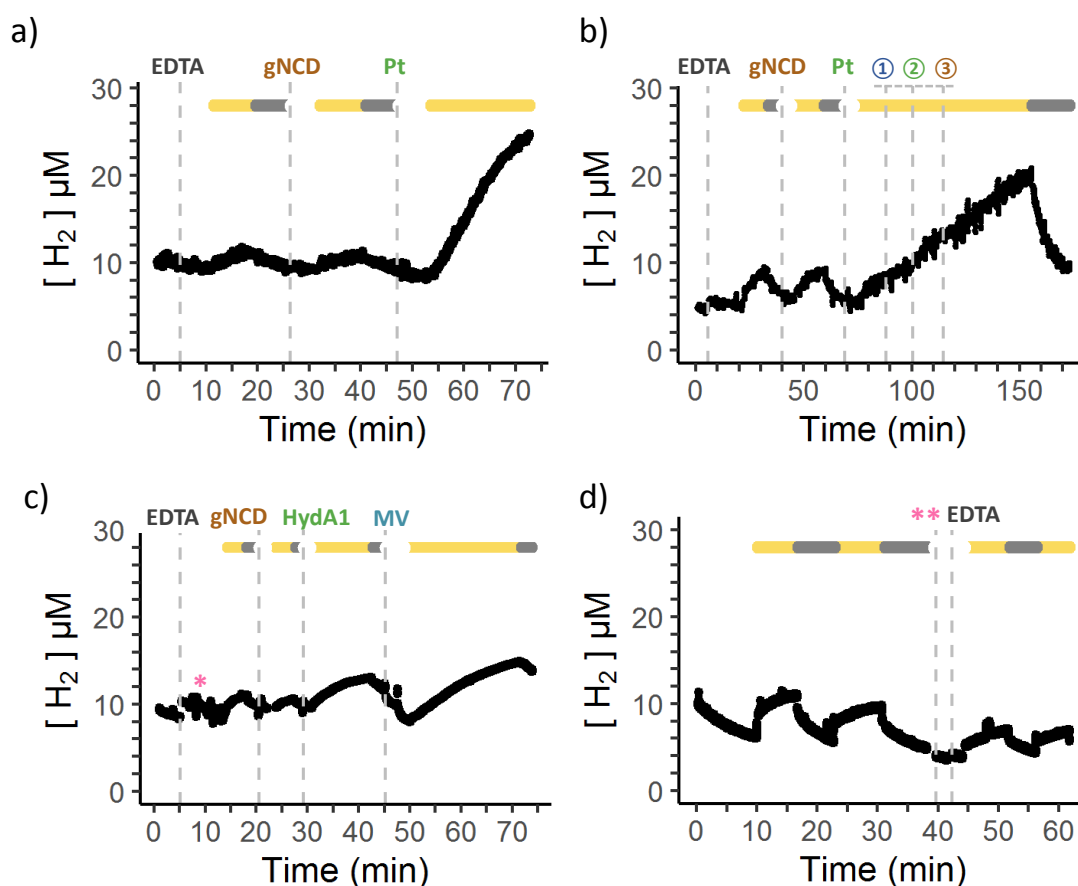 a)
EDTA gNCD Pt
30
20
10
0
[ H₂ ] µM
0 10 20 30 40 50 60 70
Time (min)
b)
EDTA gNCD Pt ① ② ③
30
20
10
0
[ H₂ ] µM
0 50 100 150
Time (min)
c)
EDTA gNCD HydA1 MV
30
20
10
0
[ H₂ ] µM
*
0 10 20 30 40 50 60 70
Time (min)
d)
** EDTA
30
20
10
0
[ H₂ ] µM
0 10 20 30 40 50 60
Time (min)